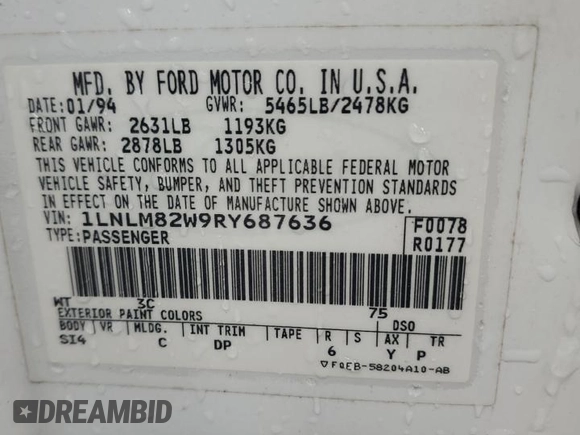 MFD. BY FORD MOTOR CO. IN U.S.A.
DATE: 01/94 GVWR: 5465LB/2478KG
FRONT GAWR: 2631LB 1193KG
REAR GAWR: 2878LB 1305KG
THIS VEHICLE CONFORMS TO ALL APPLICABLE FEDERAL MOTOR
VEHICLE SAFETY, BUMPER, AND THEFT PREVENTION STANDARDS
IN EFFECT ON THE DATE OF MANUFACTURE SHOWN ABOVE.
VIN: 1LNLM82W9RY687636 F0078
TYPE: PASSENGER R0177
WT 3C 75
EXTERIOR PAINT COLORS DSO
BODY VR MLDG. INT TRIM TAPE R S AX TR
SI4 C DP 6 Y P
▽F0EB-58204A10-AB
DREAMBID